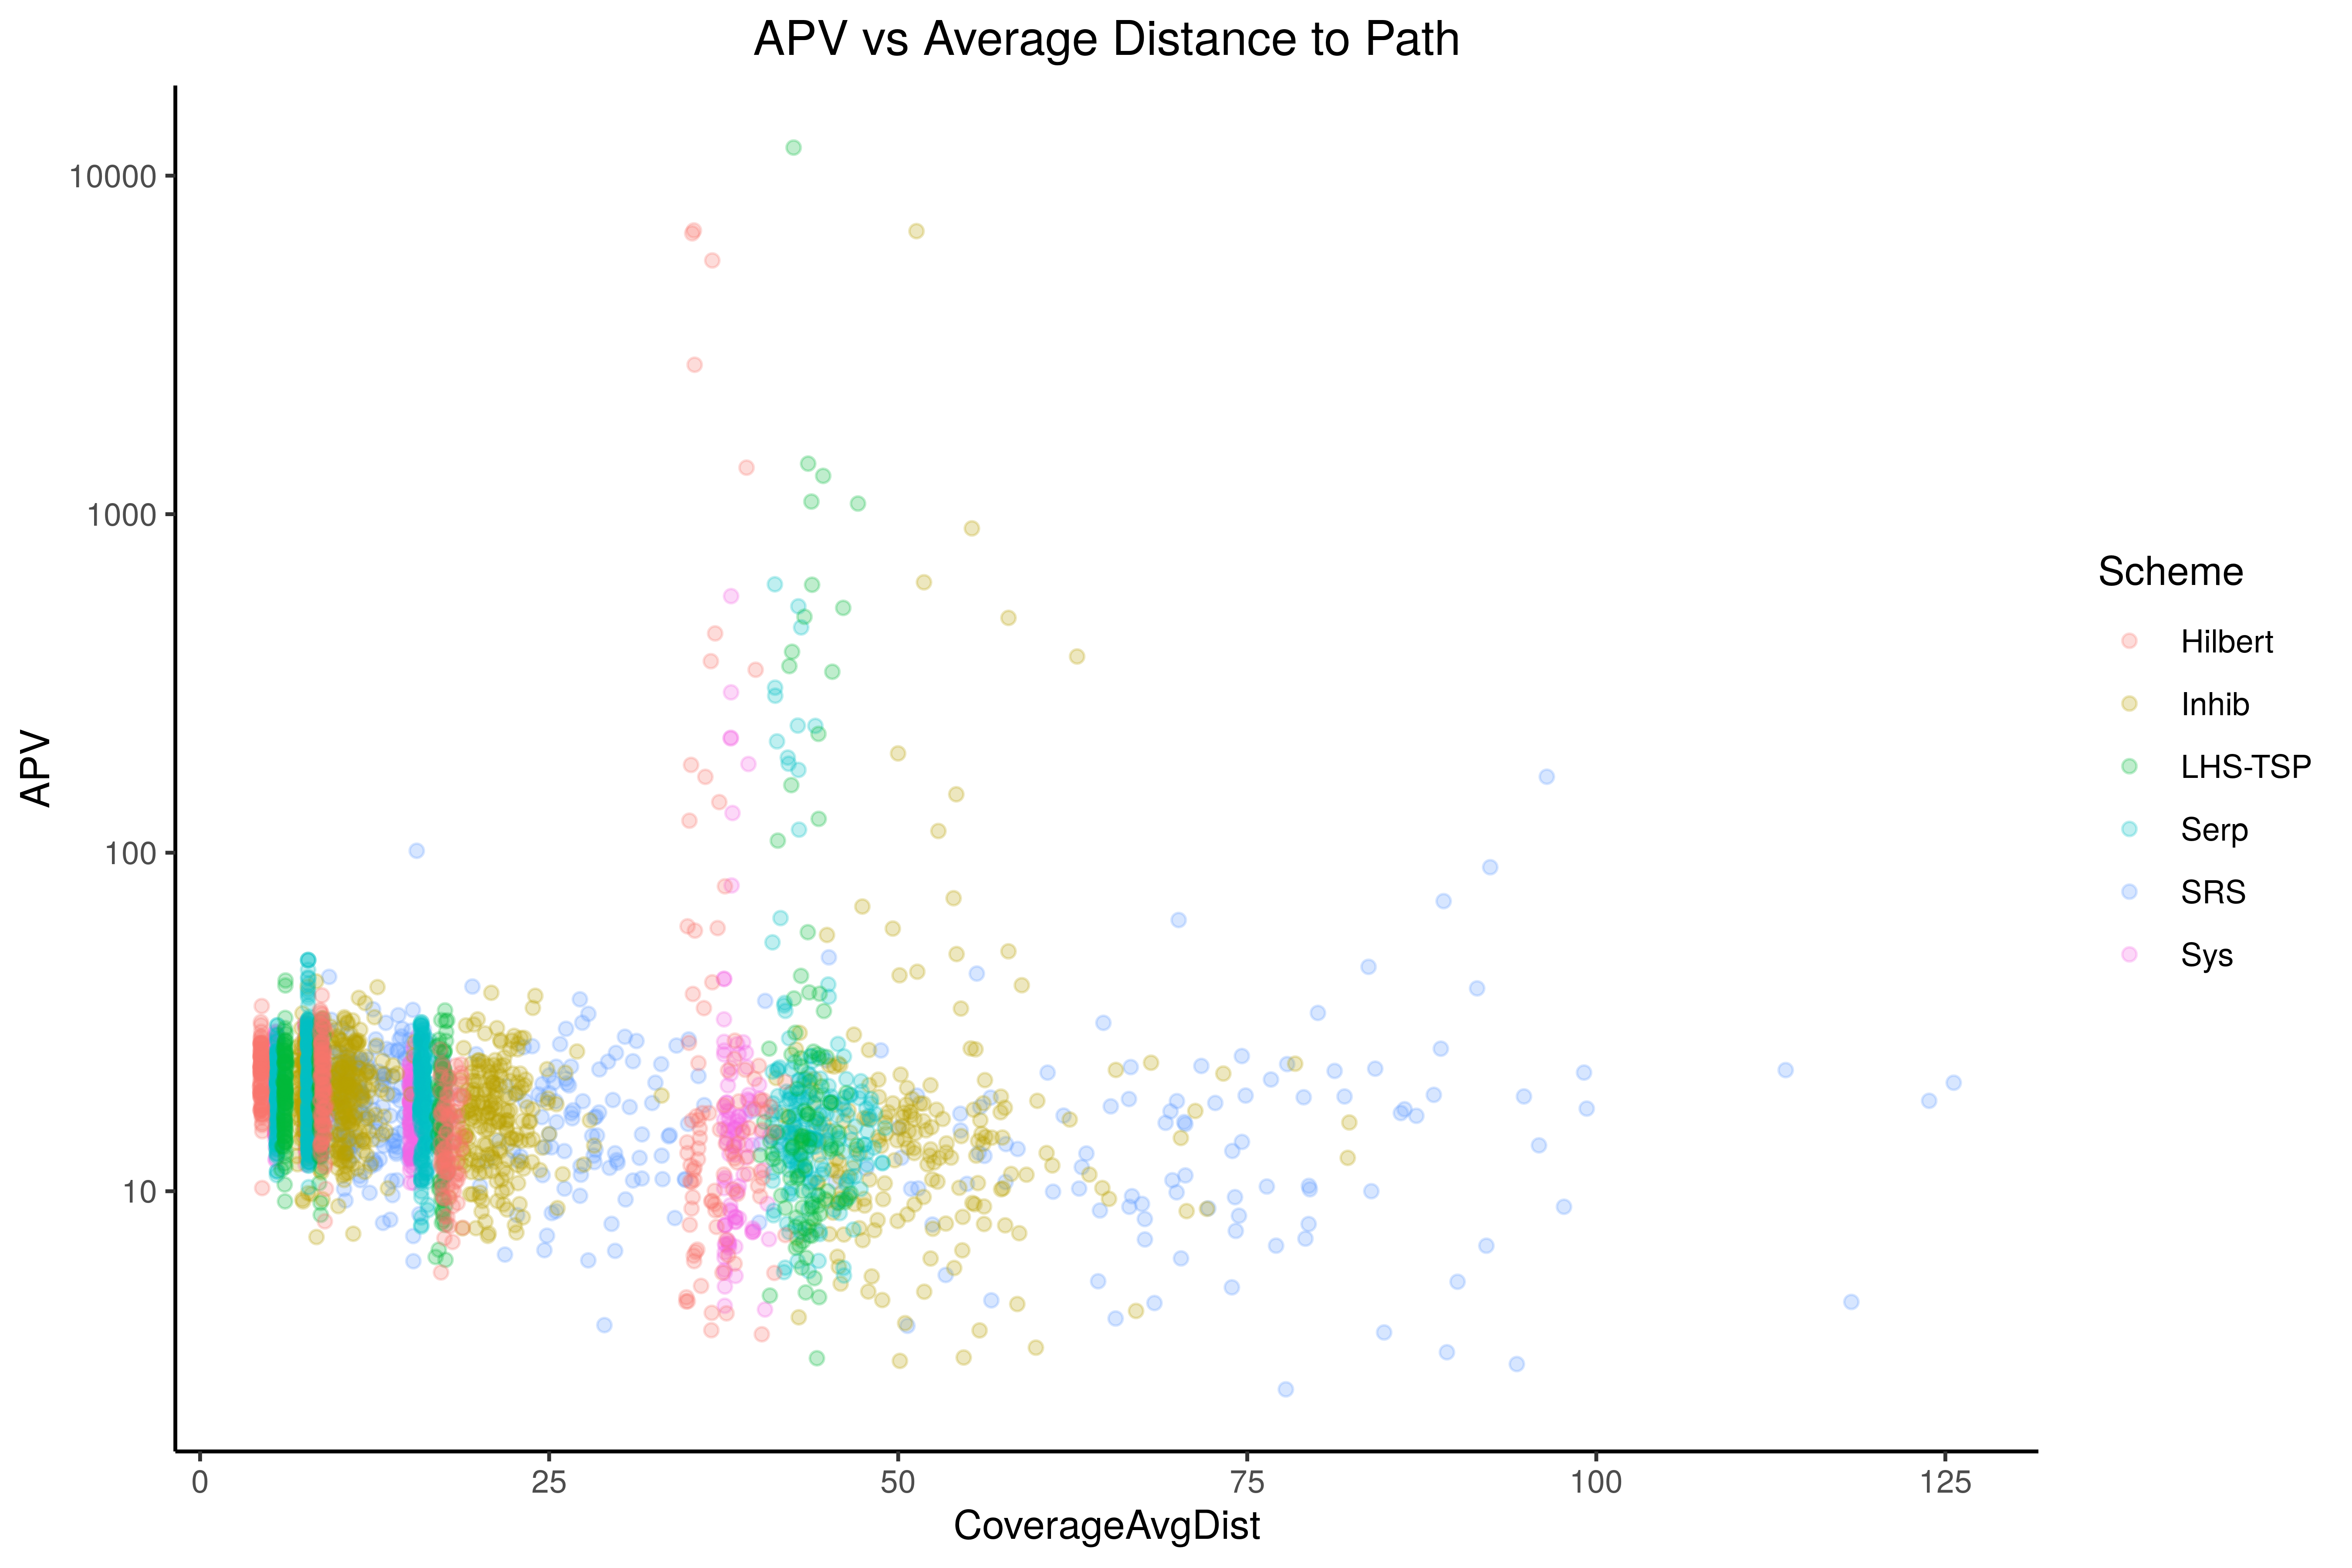 APV vs Average Distance to Path
10000
1000
100
10
APV
0 25 50 75 100 125
CoverageAvgDist
Scheme
Hilbert
Inhib
LHS-TSP
Serp
SRS
Sys